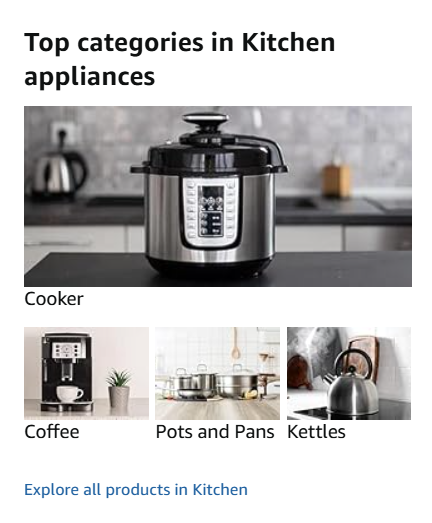 Top categories in Kitchen
appliances
Cooker
Coffee
Pots and Pans
Kettles
Explore all products in Kitchen